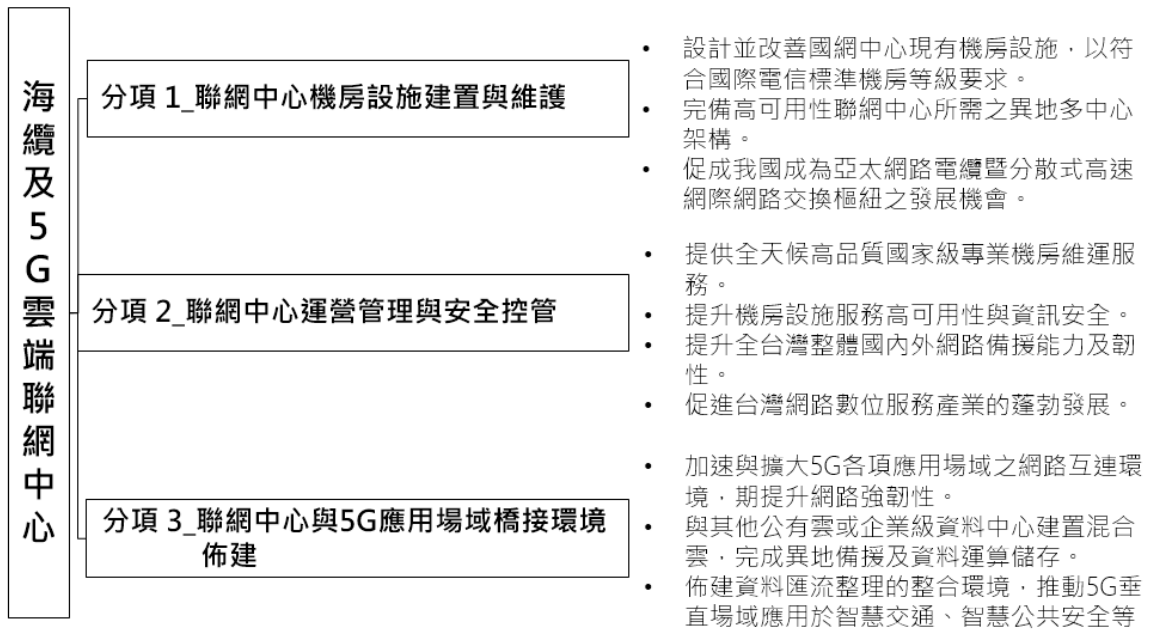 海纜及5G雲端聯網中心
分項 1_聯網中心機房設施建置與維護
• 設計並改善國網中心現有機房設施，以符
合國際電信標準機房等級要求。
• 完備高可用性聯網中心所需之異地多中心
架構。
• 促成我國成為亞太網路電纜暨分散式高速
網際網路交換樞紐之發展機會。
分項 2_聯網中心運營管理與安全控管
• 提供全天候高品質國家級專業機房維運服
務。
• 提升機房設施服務高可用性與資訊安全。
• 提升全台灣整體國內外網路備援能力及韌
性。
• 促進台灣網路數位服務產業的蓬勃發展。
分項 3_聯網中心與5G應用場域橋接環境
佈建
• 加速與擴大5G各項應用場域之網路互連環
境，期提升網路強韌性。
• 與其他公有雲或企業級資料中心建置混合
雲，完成異地備援及資料運算儲存。
• 佈建資料匯流整理的整合環境，推動5G垂
直場域應用於智慧交通、智慧公共安全等